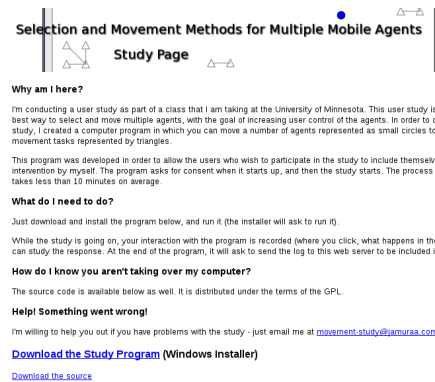 Selection and Movement Methods for Multiple Mobile Agents
Study Page
Why am I here?
I'm conducting a user study as part of a class that I am taking at the University of Minnesota. This user study is
best way to select and move multiple agents, with the goal of increasing user control of the agents. In order to
study, I created a computer program in which you can move a number of agents represented as small circles to
movement tasks represented by triangles.
This program was developed in order to allow the users who wish to participate in the study to include
intervention by myself. The program asks for consent when it starts up, and then the study starts. The process
takes less than 10 minutes on average.
What do I need to do?
Just download and install the program below, and run it (the installer will ask to run it).
While the study is going on, your interaction with the program is recorded (where you click, what happens in
can study the response. At the end of the program, it will ask to send the log to this web server to be included
How do I know you aren't taking over my computer?
The source code is available below as well. It is distributed under the terms of the GPL.
Help! Something went wrong!
I'm willing to help you out if you have problems with the study - just email me at movement-study@jamuraa.com
Download the Study Program (Windows Installer)
Download the source